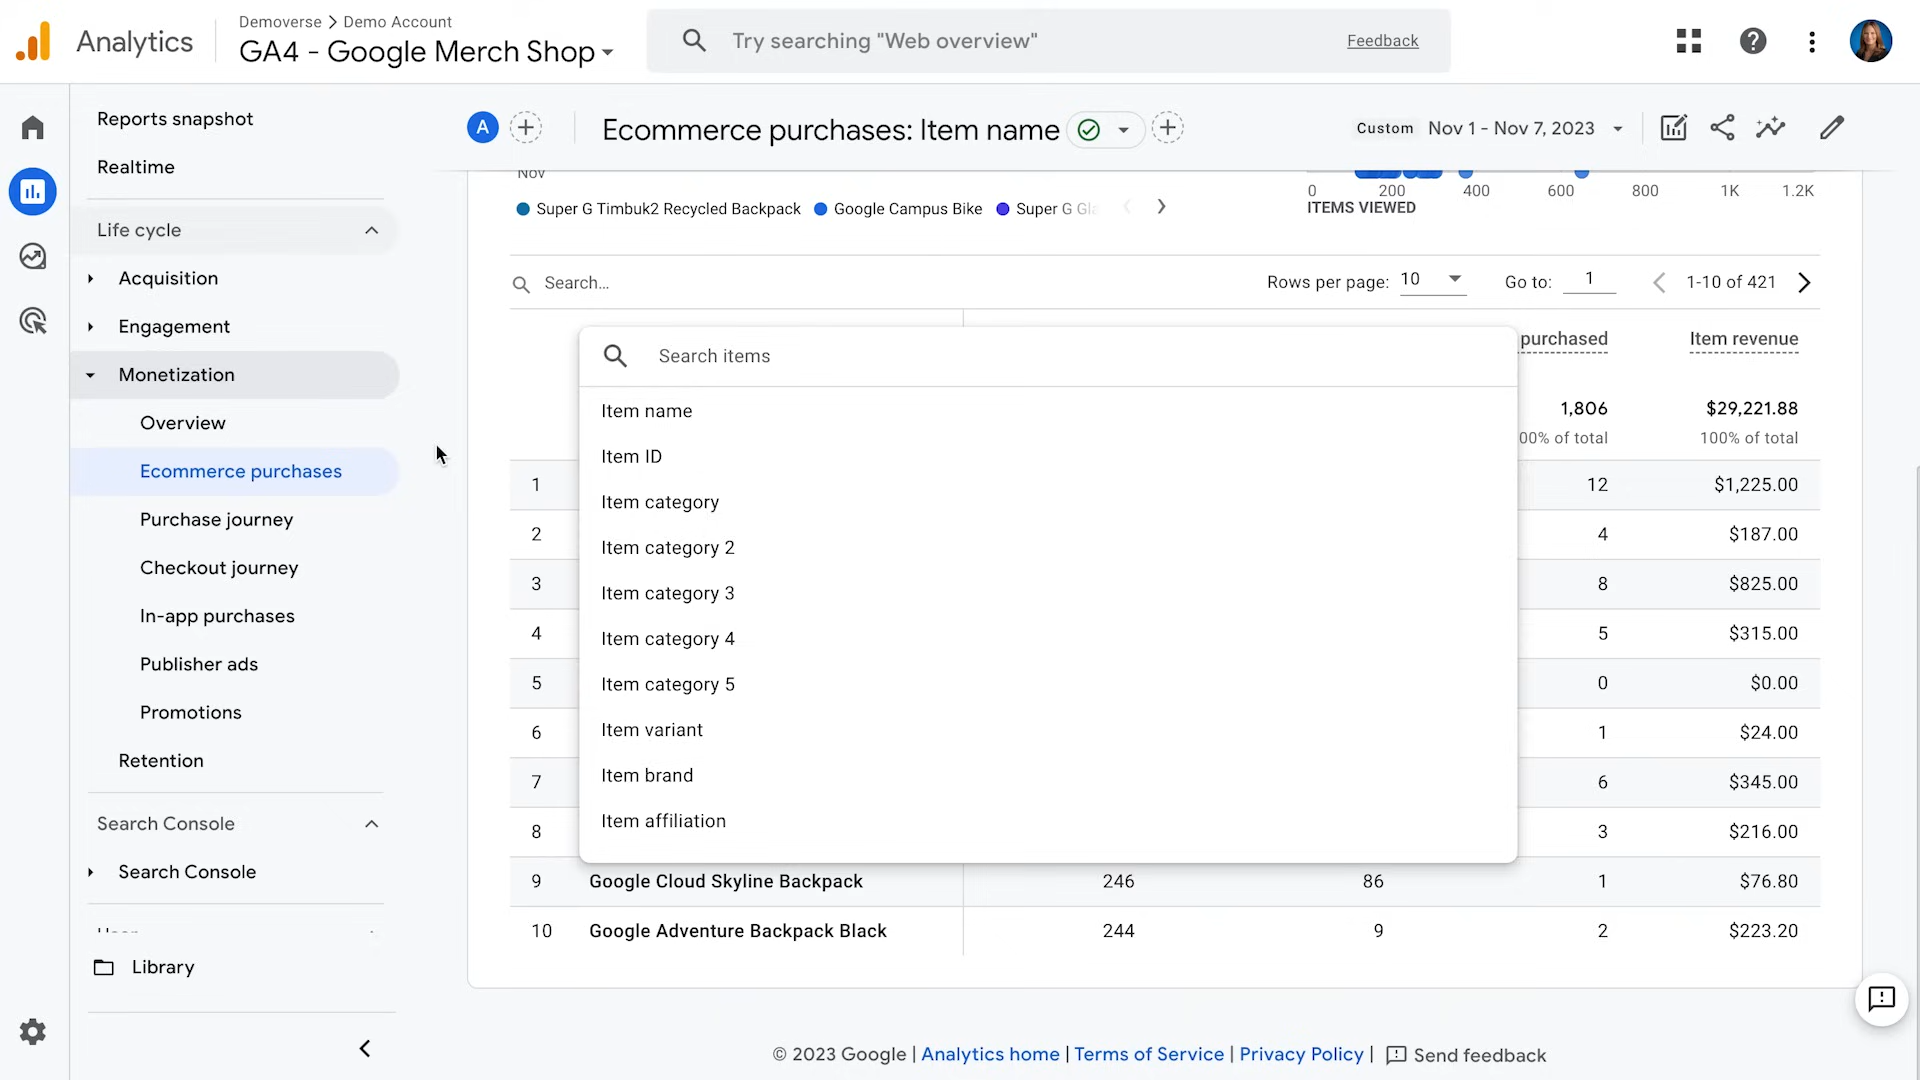 Analytics
Demoverse > Demo Account
GA4 - Google Merch Shop
Try searching "Web overview"
Feedback
Reports snapshot
Realtime
Life cycle
Acquisition
Engagement
Monetization
Overview
Ecommerce purchases
Purchase journey
Checkout journey
In-app purchases
Publisher ads
Promotions
Retention
Search Console
Search Console
Library
A
Ecommerce purchases: Item name
Custom Nov 1 - Nov 7, 2023
Nov
Super G Timbuk2 Recycled Backpack Google Campus Bike Super G
0 200 400 600 800 1K 1.2K
ITEMS VIEWED
Search...
Rows per page: 10 Go to: 1 1-10 of 421
purchased Item revenue
1,806 $29,221.88
00% of total 100% of total
Search items
Item name
Item ID
Item category
Item category 2
Item category 3
Item category 4
Item category 5
Item variant
Item brand
Item affiliation
1 12 $1,225.00
2 4 $187.00
3 8 $825.00
4 5 $315.00
5 0 $0.00
6 1 $24.00
7 6 $345.00
8 3 $216.00
9 Google Cloud Skyline Backpack 246 86 1 $76.80
10 Google Adventure Backpack Black 244 9 2 $223.20
© 2023 Google | Analytics home | Terms of Service | Privacy Policy | Send feedback